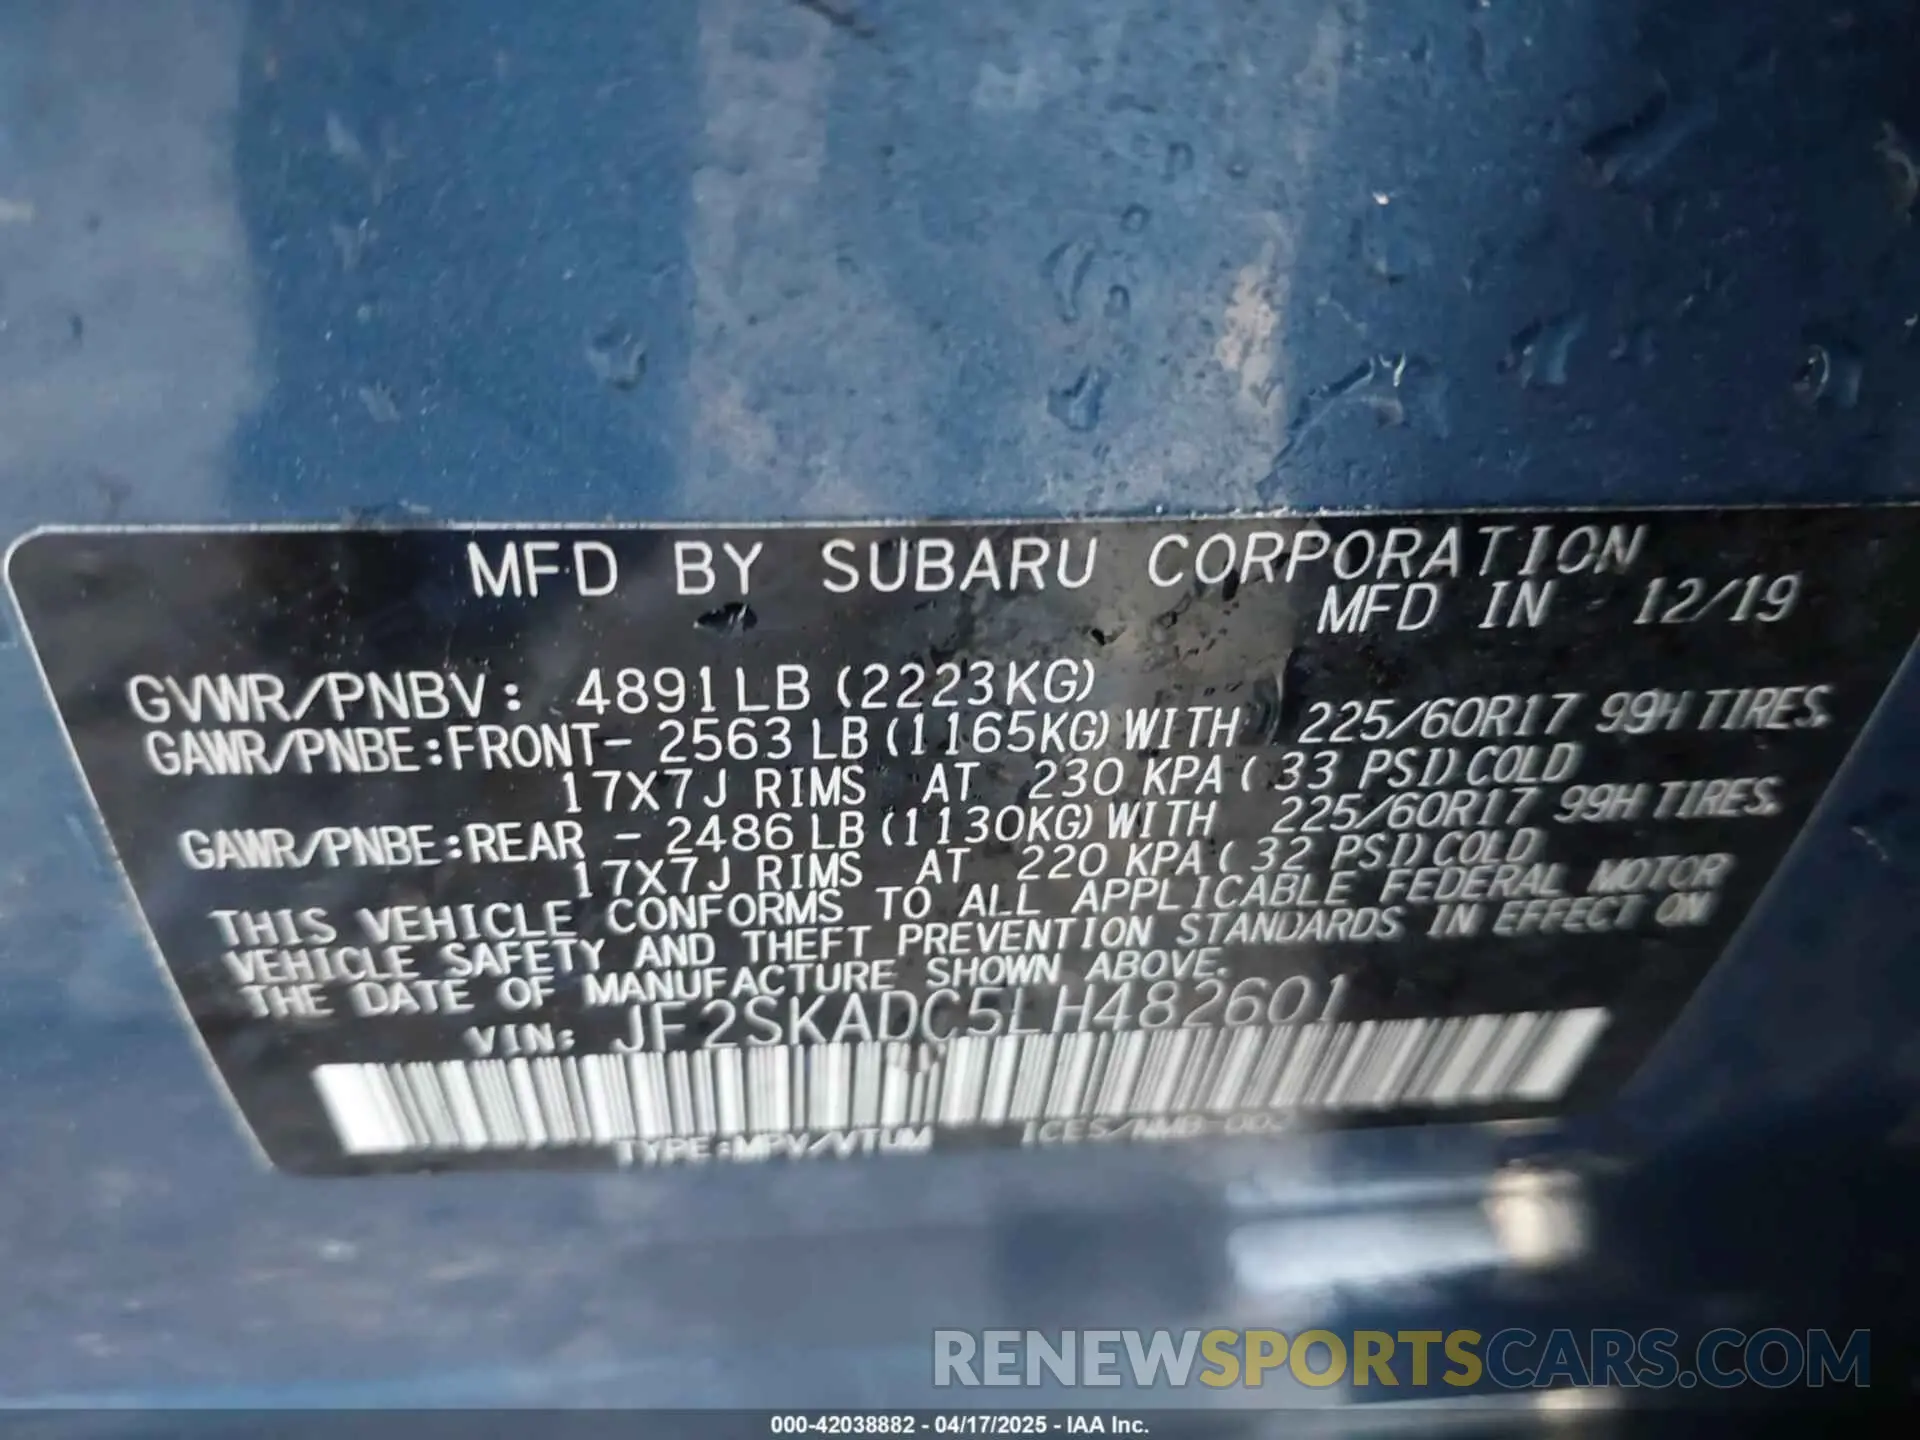 MFD BY SUBARU CORPORATION
MFD IN 12/19
GVWR/PNBV: 4891LB (2223KG)
GAWR/PNBE:FRONT- 2563 LB (1165KG) WITH 225/60R17 99H TIRES,
17X7J RIMS AT 230 KPA ( 33 PSI) COLD
GAWR/PNBE:REAR - 2486 LB (1130KG) WITH 225/60R17 99H TIRES,
17X7J RIMS AT 220 KPA ( 32 PSI) COLD
THIS VEHICLE CONFORMS TO ALL APPLICABLE FEDERAL MOTOR
VEHICLE SAFETY AND THEFT PREVENTION STANDARDS IN EFFECT ON
THE DATE OF MANUFACTURE SHOWN ABOVE.
VIN: JF2SKADC5LH482601
TYPE:MPV/VTUM ICES/NMB-003
RENEWSPORTSCARS.COM
000-42038882 - 04/17/2025 - IAA Inc.